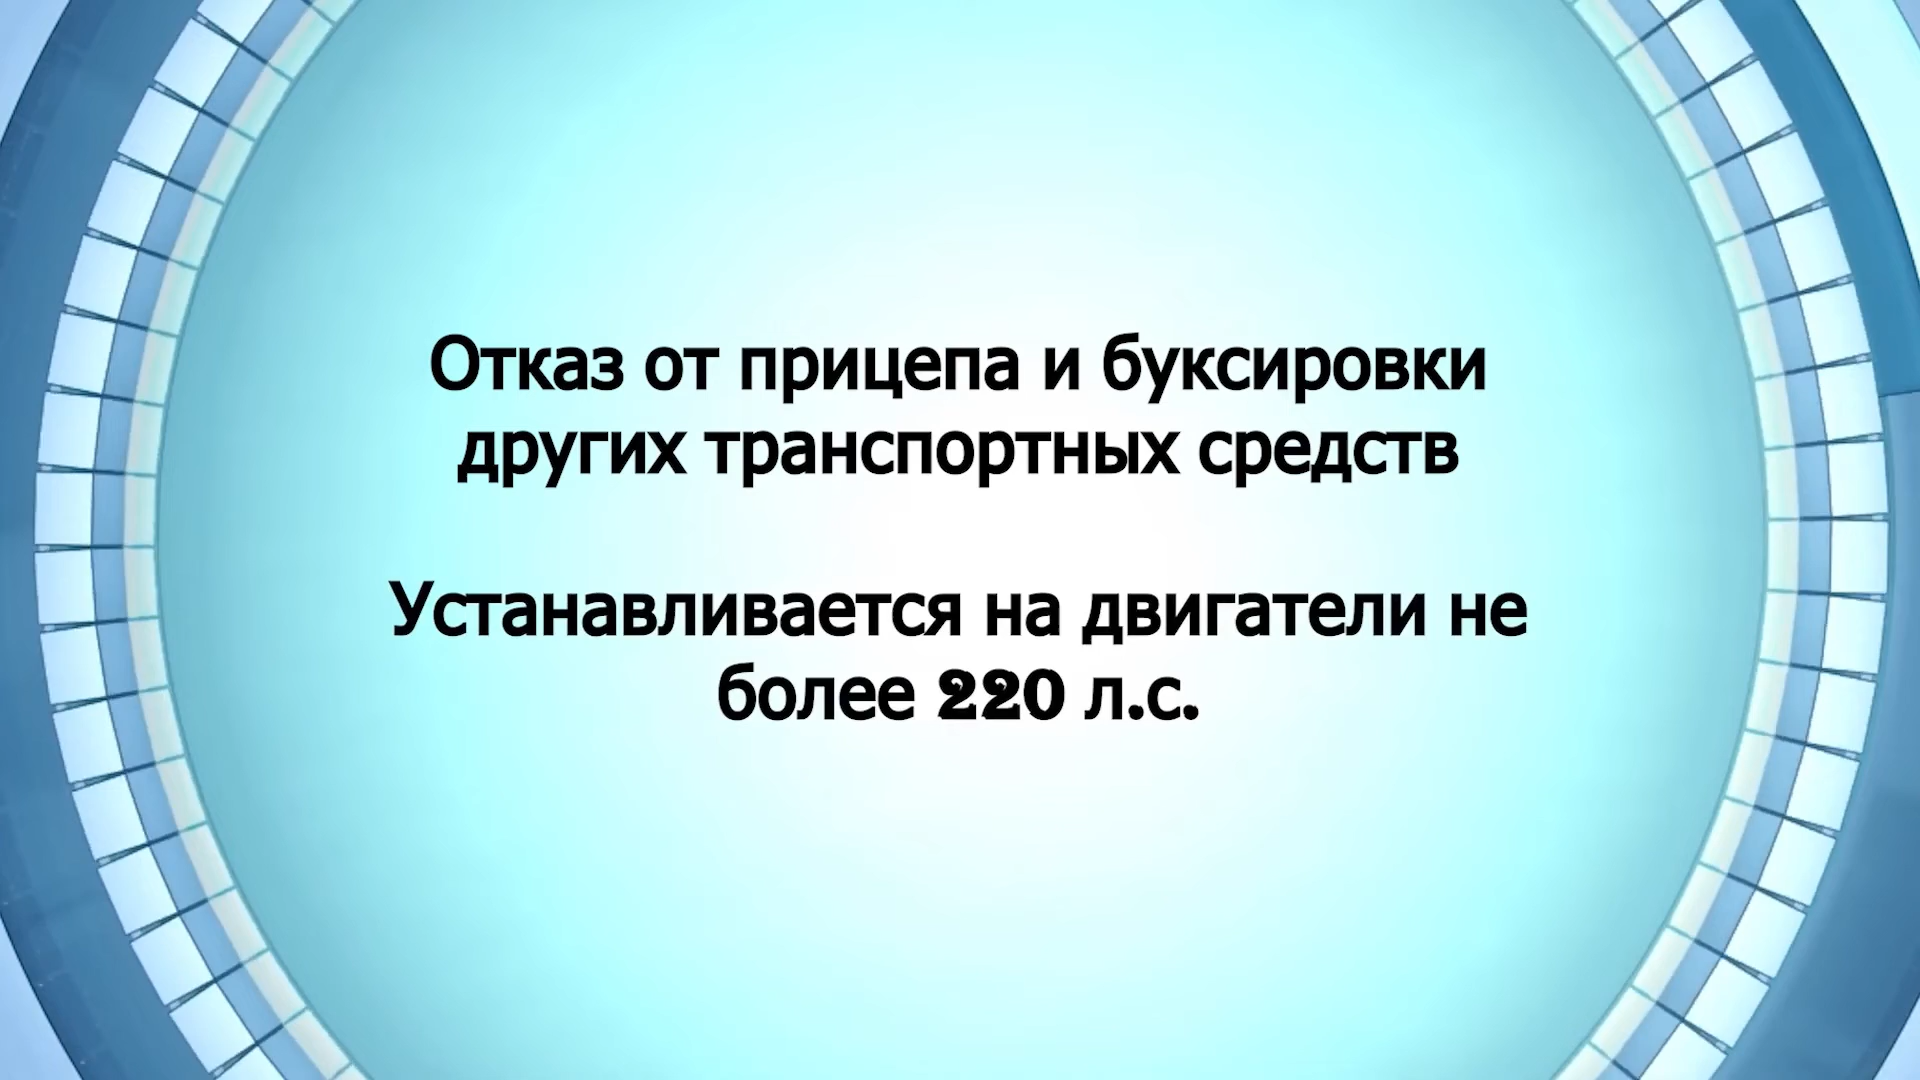 Отказ от прицепа и буксировки
других транспортных средств
Устанавливается на двигатели не
более 220 л.с.